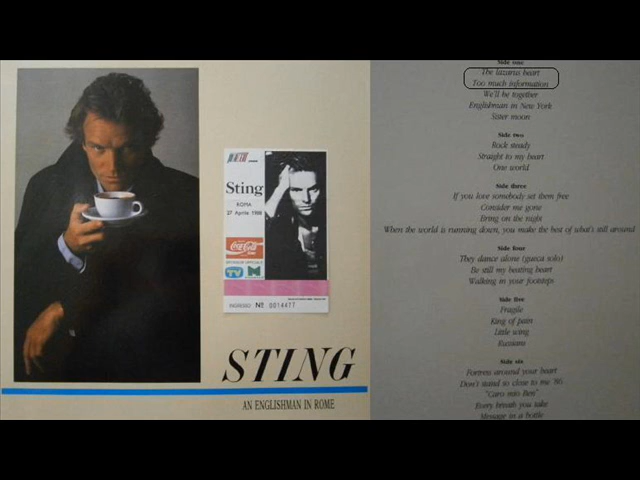 Sting
ROMA
27 Aprile 1988
Coca-Cola
SPONSOR UFFICIALE
TV
M
INGRESSO Nº 0014477
STING
AN ENGLISHMAN IN ROME
Side one
The lazarus heart
Too much information
We'll be together
Englishman in New York
Sister moon
Side two
Rock steady
Straight to my heart
One world
Side three
If you love somebody set them free
Consider me gone
Bring on the night
When the world is running down, you make the best of what's still around
Side four
They dance alone (gueca solo)
Be still my beating heart
Walking in your footsteps
Side five
Fragile
King of pain
Little wing
Russians
Side six
Fortress around your heart
Don't stand so close to me '86
"Caro mio Ben"
Every breath you take
Message in a bottle